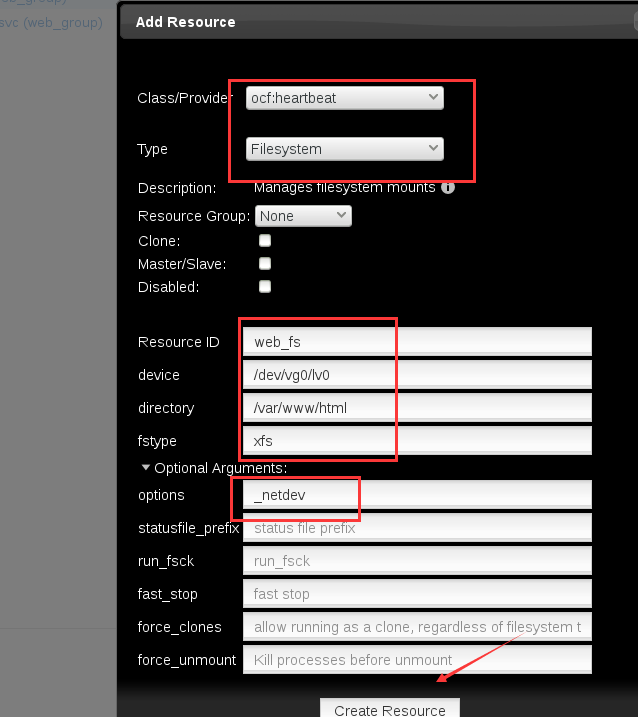 _group)
svc (web_group)
Add Resource
Class/Provider ocf:heartbeat
Type Filesystem
Description: Manages filesystem mounts i
Resource Group: None
Clone:
Master/Slave:
Disabled:
Resource ID web_fs
device /dev/vg0/lv0
directory /var/www/html
fstype xfs
Optional Arguments:
options _netdev
statusfile_prefix status file prefix
run_fsck run_fsck
fast_stop fast stop
force_clones allow running as a clone, regardless of filesystem t
force_unmount Kill processes before unmount
Create Resource